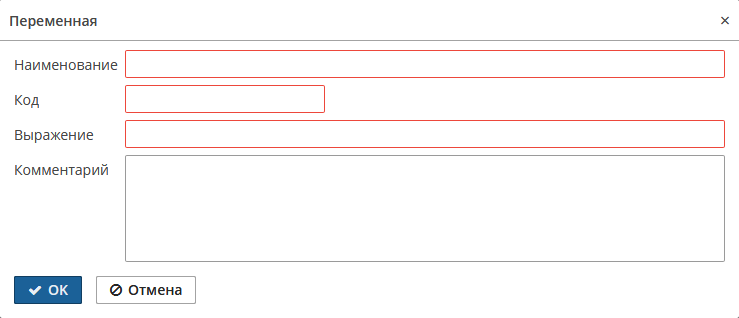 Переменная
Наименование
Код
Выражение
Комментарий
OK
Отмена